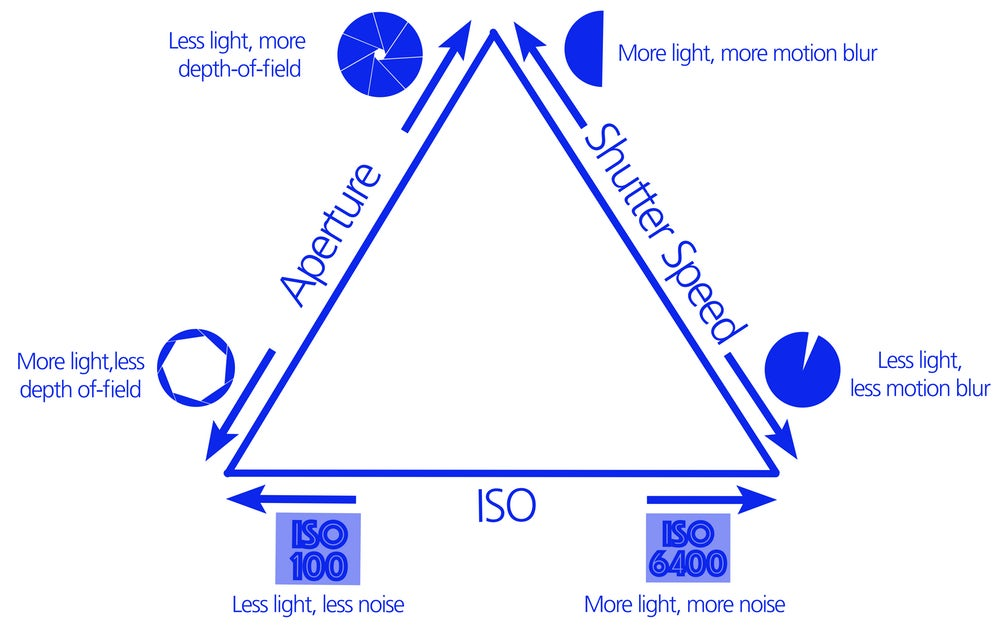 Less light, more
depth-of-field
More light, more motion blur
Aperture
Shutter Speed
More light,less
depth of-field
Less light,
less motion blur
ISO
ISO
100
ISO
6400
Less light, less noise
More light, more noise